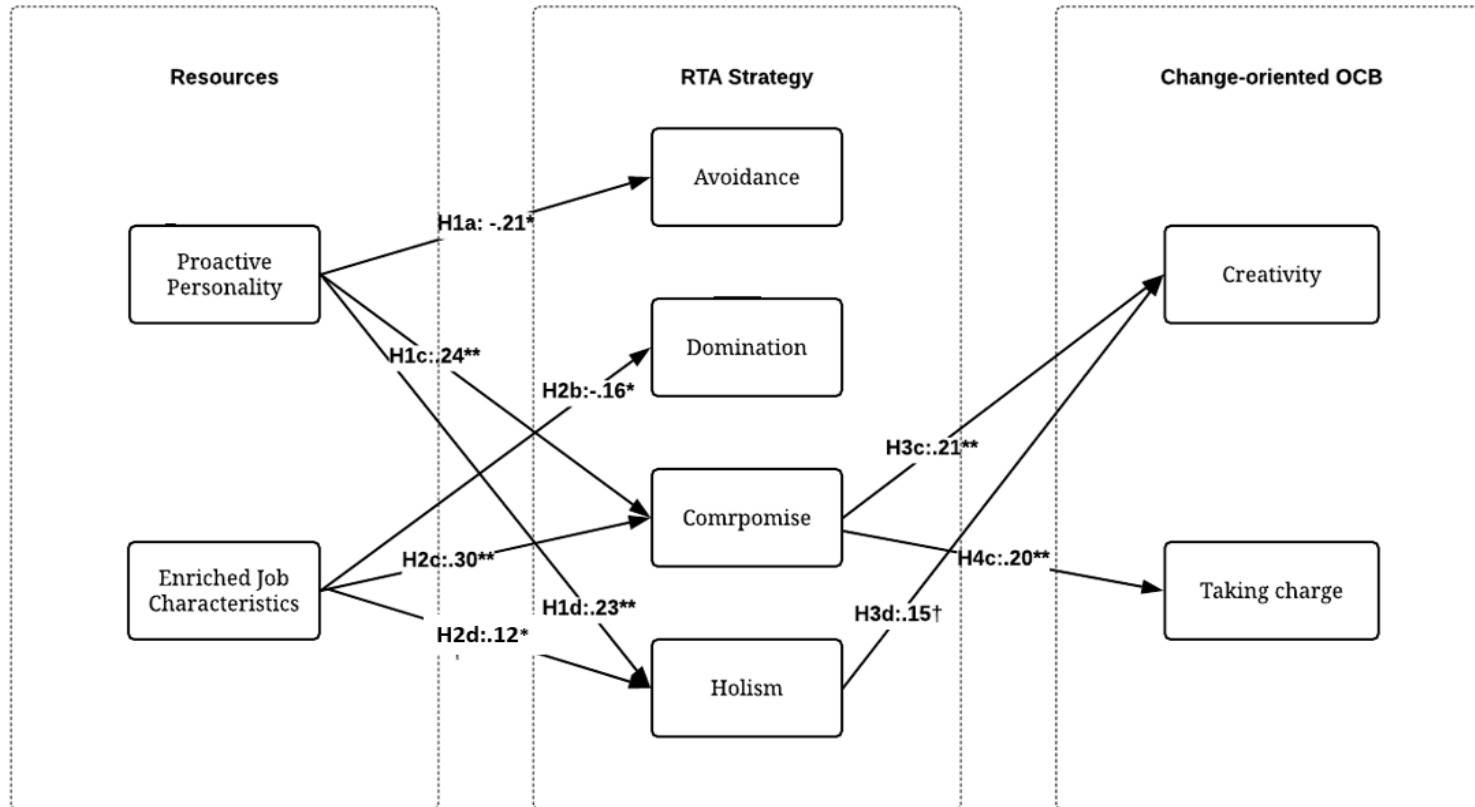 Resources
RTA Strategy
Change-oriented OCB
Avoidance
Proactive
Personality
H1a: -.21*
Creativity
Domination
H1c:.24**
H2b:-.16*
H3c:.21**
Comrpomise
H2c:.30**
H4c:.20**
Enriched Job
Characteristics
Taking charge
H1d:.23**
H3d:.15†
H2d:.12*
Holism